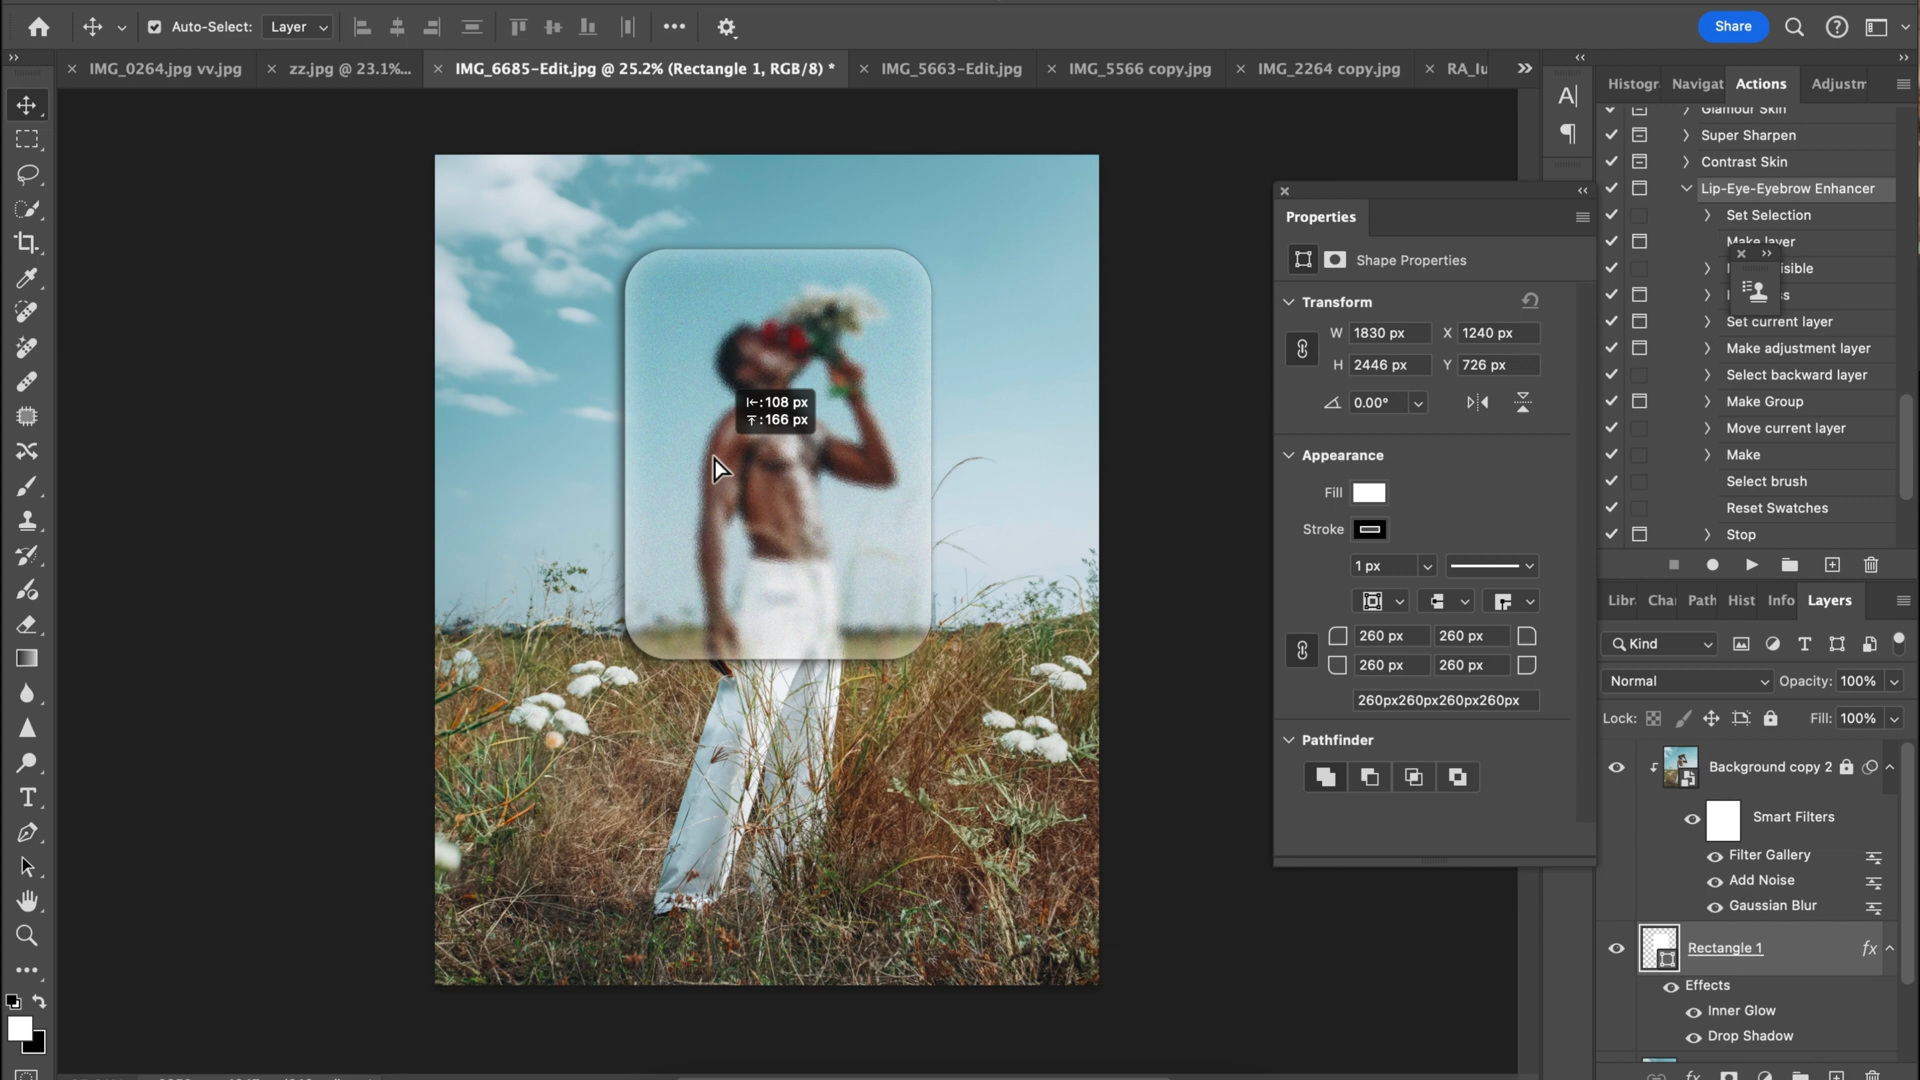 Auto-Select:
Layer
Share
IMG_0264.jpg vv.jpg
zz.jpg @ 23.1%...
IMG_6685-Edit.jpg @ 25.2% (Rectangle 1, RGB/8) *
IMG_5663-Edit.jpg
IMG_5566 copy.jpg
IMG_2264 copy.jpg
Histogr
Navigat
Actions
Adjustm
Glamour Skin
Super Sharpen
Contrast Skin
Lip-Eye-Eyebrow Enhancer
Set Selection
Make layer
Set current layer
Make adjustment layer
Select backward layer
Make Group
Move current layer
Make
Select brush
Reset Swatches
Stop
Properties
Shape Properties
Transform
W 1830 px X 1240 px
H 2446 px Y 726 px
0.00°
Appearance
Fill
Stroke
1 px
260 px 260 px
260 px 260 px
260px260px260px260px
Pathfinder
:108 px
:166 px
Libr
Cha
Path
Hist
Info
Layers
Kind
Normal
Opacity: 100%
Lock:
Fill: 100%
Background copy 2
Smart Filters
Filter Gallery
Add Noise
Gaussian Blur
Rectangle 1
fx
Effects
Inner Glow
Drop Shadow